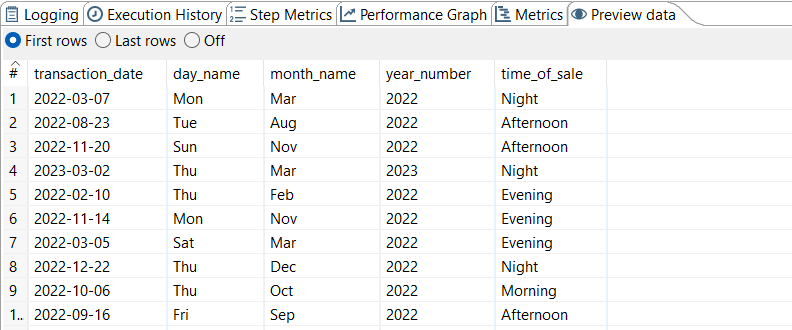 Logging Execution History Step Metrics Performance Graph Metrics Preview data
First rows Last rows Off
# transaction_date day_name month_name year_number time_of_sale
1 2022-03-07 Mon Mar 2022 Night
2 2022-08-23 Tue Aug 2022 Afternoon
3 2022-11-20 Sun Nov 2022 Afternoon
4 2023-03-02 Thu Mar 2023 Night
5 2022-02-10 Thu Feb 2022 Evening
6 2022-11-14 Mon Nov 2022 Evening
7 2022-03-05 Sat Mar 2022 Evening
8 2022-12-22 Thu Dec 2022 Night
9 2022-10-06 Thu Oct 2022 Morning
1.. 2022-09-16 Fri Sep 2022 Afternoon